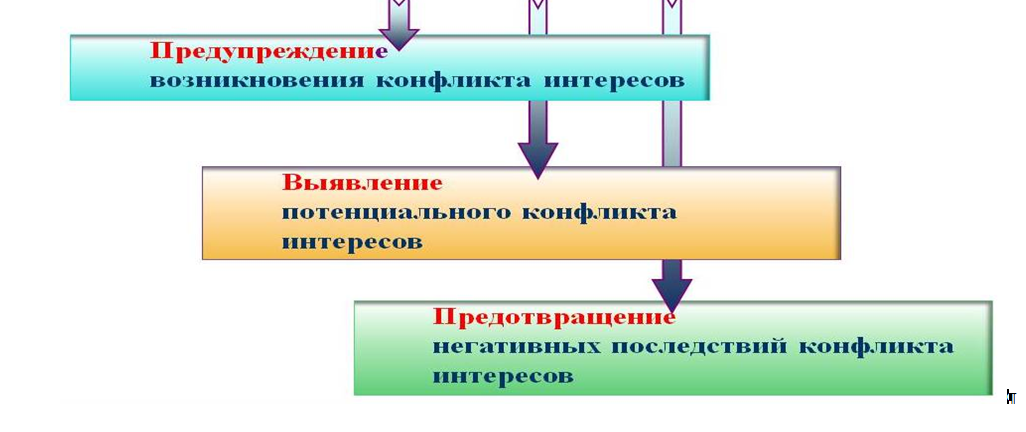 Предупреждение
возникновения конфликта интересов
Выявление
потенциального конфликта
интересов
Предотвращение
негативных последствий конфликта
интересов